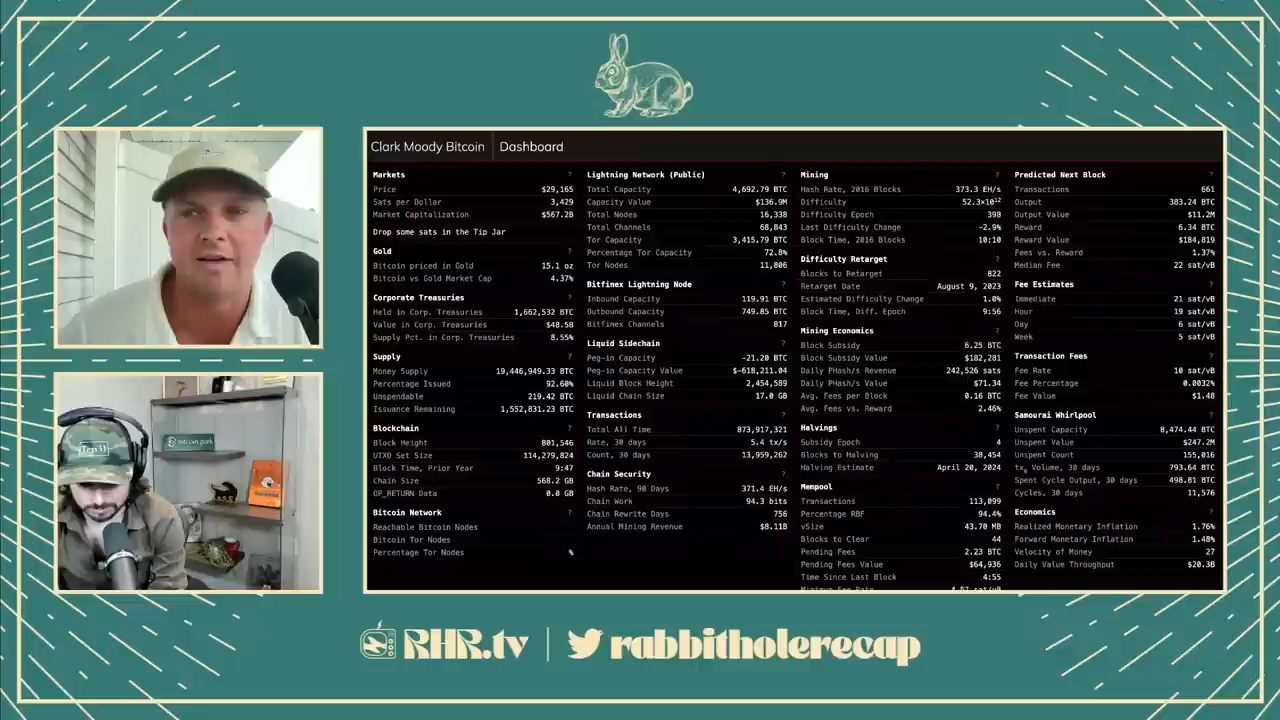 Clark Moody Bitcoin | Dashboard
Markets ?
Price $29,165
Sats per Dollar 3,429
Market Capitalization $567.2B
Drop some sats in the Tip Jar
Gold ?
Bitcoin priced in Gold 15.1 oz
Bitcoin vs Gold Market Cap 4.37%
Corporate Treasuries ?
Held in Corp. Treasuries 1,662,532 BTC
Value in Corp. Treasuries $48.5B
Supply Pct. in Corp. Treasuries 8.55%
Supply ?
Money Supply 19,446,949.33 BTC
Percentage Issued 92.60%
Unspendable 219.42 BTC
Issuance Remaining 1,552,831.23 BTC
Blockchain ?
Block Height 801,546
UTXO Set Size 114,279,824
Block Time, Prior Year 9:47
Chain Size 568.2 GB
OP_RETURN Data 0.0 GB
Bitcoin Network ?
Reachable Bitcoin Nodes
Bitcoin Tor Nodes
Percentage Tor Nodes %
Lightning Network (Public) ?
Total Capacity 4,692.79 BTC
Capacity Value $136.9M
Total Nodes 16,338
Total Channels 68,843
Tor Capacity 3,415.79 BTC
Percentage Tor Capacity 72.8%
Tor Nodes 11,806
Bitfinex Lightning Node ?
Inbound Capacity 119.91 BTC
Outbound Capacity 749.85 BTC
Bitfinex Channels 817
Liquid Sidechain ?
Peg-in Capacity -21.20 BTC
Peg-in Capacity Value $-618,211.04
Liquid Block Height 2,454,589
Liquid Chain Size 17.0 GB
Transactions ?
Total All Time 873,917,321
Rate, 30 days 5.4 tx/s
Count, 30 days 13,959,262
Chain Security ?
Hash Rate, 90 Days 371.4 EH/s
Chain Work 94.3 bits
Chain Rewrite Days 756
Annual Mining Revenue $8.11B
Mining ?
Hash Rate, 2016 Blocks 373.3 EH/s
Difficulty 52.3×10¹²
Difficulty Epoch 398
Last Difficulty Change -2.9%
Block Time, 2016 Blocks 10:10
Difficulty Retarget ?
Blocks to Retarget 822
Retarget Date August 9, 2023
Estimated Difficulty Change 1.0%
Block Time, Diff. Epoch 9:56
Mining Economics ?
Block Subsidy 6.25 BTC
Block Subsidy Value $182,281
Daily PHash/s Revenue 242,526 sats
Daily PHash/s Value $71.34
Avg. Fees per Block 0.16 BTC
Avg. Fees vs. Reward 2.46%
Halvings ?
Subsidy Epoch 4
Blocks to Halving 38,454
Halving Estimate April 20, 2024
Mempool ?
Transactions 113,099
Percentage RBF 94.4%
vSize 43.70 MB
Blocks to Clear 44
Pending Fees 2.23 BTC
Pending Fees Value $64,936
Time Since Last Block 4:55
Predicted Next Block ?
Transactions 661
Output 383.24 BTC
Output Value $11.2M
Reward 6.34 BTC
Reward Value $184,819
Fees vs. Reward 1.37%
Median Fee 22 sat/vB
Fee Estimates ?
Immediate 21 sat/vB
Hour 19 sat/vB
Day 6 sat/vB
Week 5 sat/vB
Transaction Fees ?
Fee Rate 10 sat/vB
Fee Percentage 0.0032%
Fee Value $1.48
Samourai Whirlpool ?
Unspent Capacity 8,474.44 BTC
Unspent Value $247.2M
Unspent Count 155,016
tx₀ Volume, 30 days 793.64 BTC
Spent Cycle Output, 30 days 498.81 BTC
Cycles, 30 days 11,576
Economics ?
Realized Monetary Inflation 1.76%
Forward Monetary Inflation 1.48%
Velocity of Money 27
Daily Value Throughput $20.3B
Ten31
bitcoin park
RHR.tv | rabbitholerecap